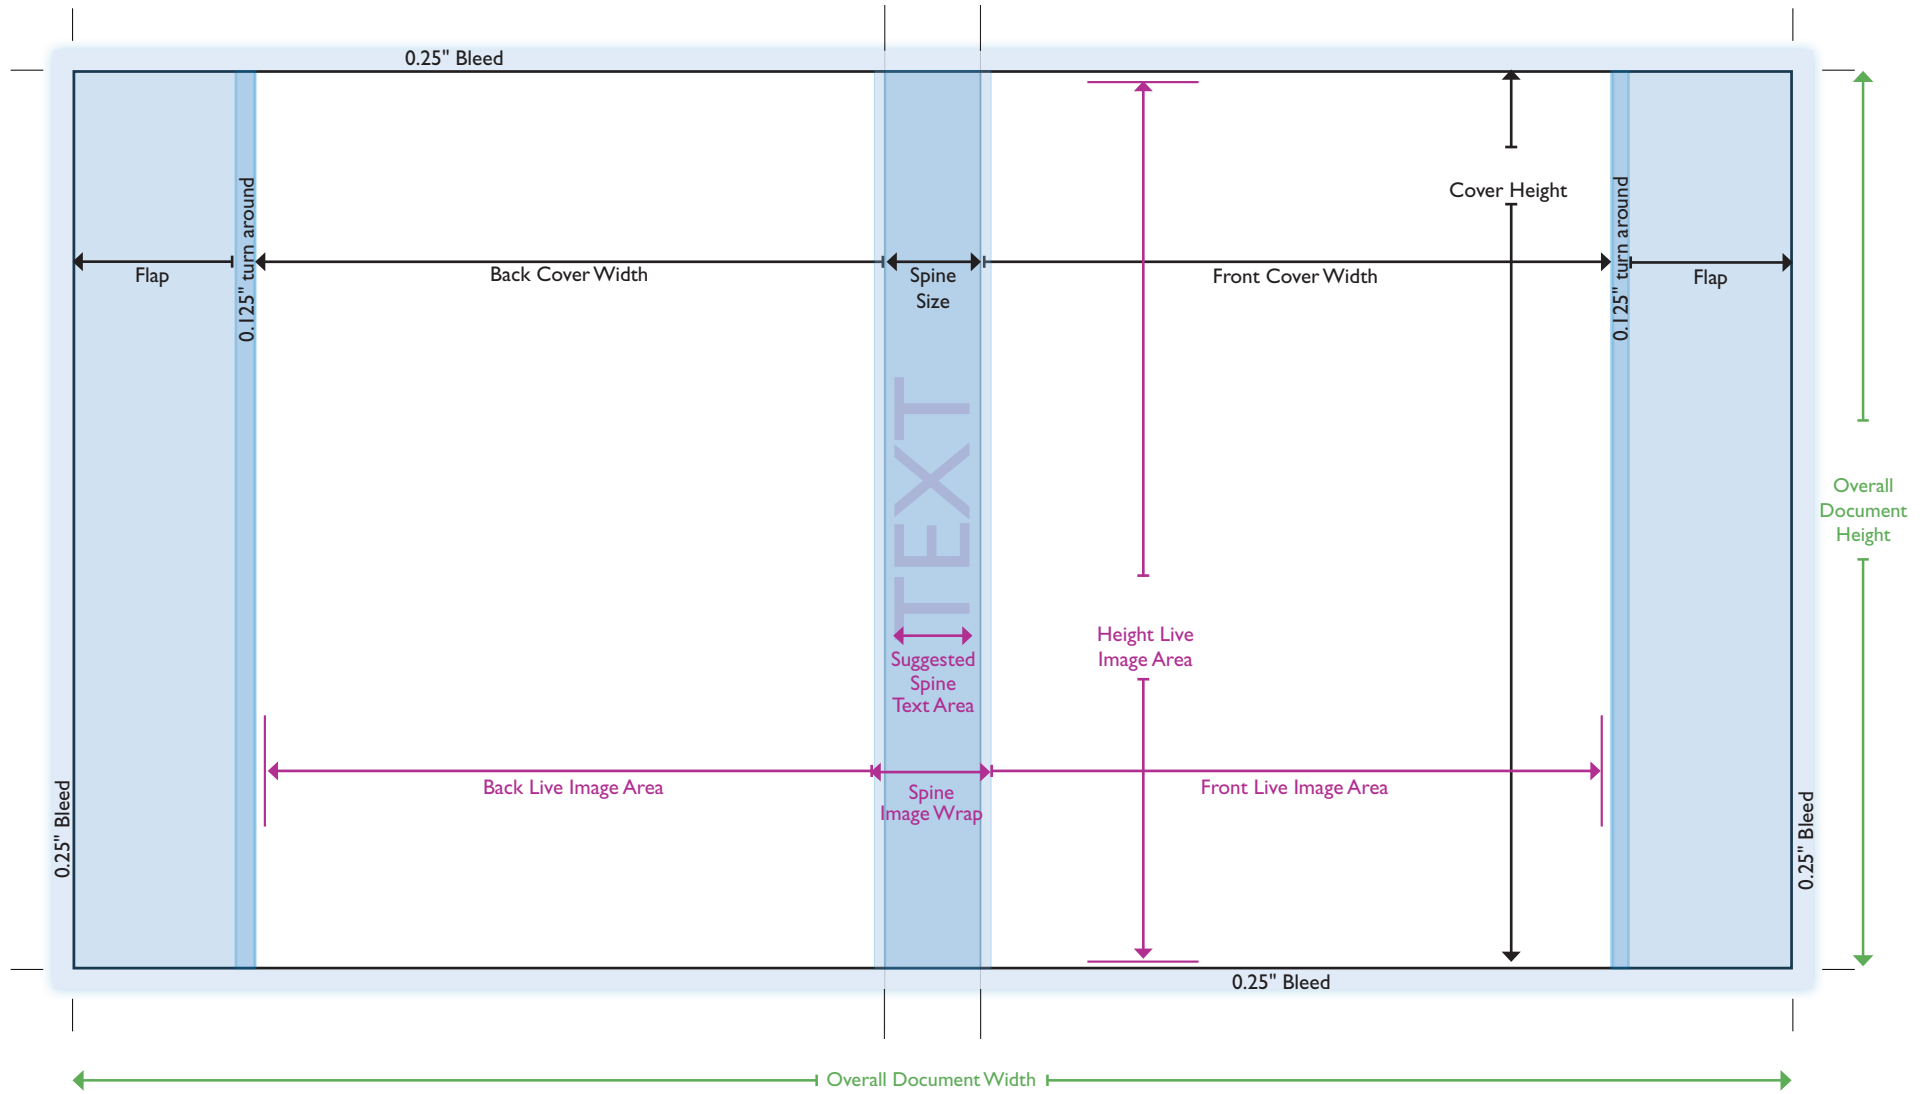 0.25" Bleed
Cover Height
0.125" turn around
0.125" turn around
Flap
Back Cover Width
Spine
Size
Front Cover Width
Flap
TEXT
Overall
Document
Height
Height Live
Image Area
Suggested
Spine
Text Area
Back Live Image Area
Spine
Image Wrap
Front Live Image Area
0.25" Bleed
0.25" Bleed
0.25" Bleed
Overall Document Width